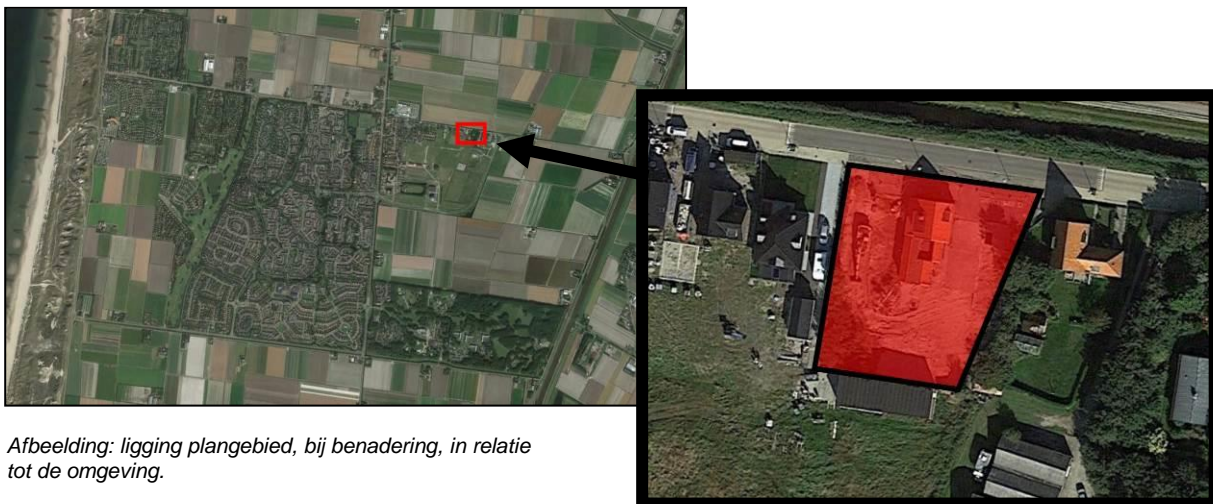 Afbeelding: ligging plangebied, bij benadering, in relatie
tot de omgeving.